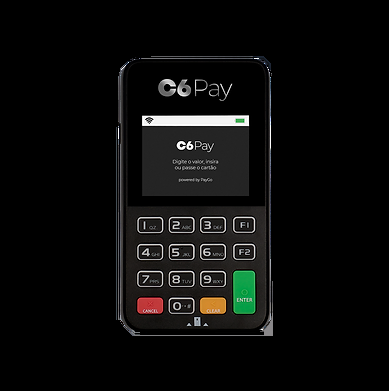 C6 Pay
C6 Pay
Digite o valor, insira
ou passe o cartão
powered by PayGo
1 QZ. 2 ABC 3 DEF F1
4 GHI 5 JKL 6 MNO F2
7 PRS 8 TUV 9 WXY
CANCEL 0 CLEAR ENTER